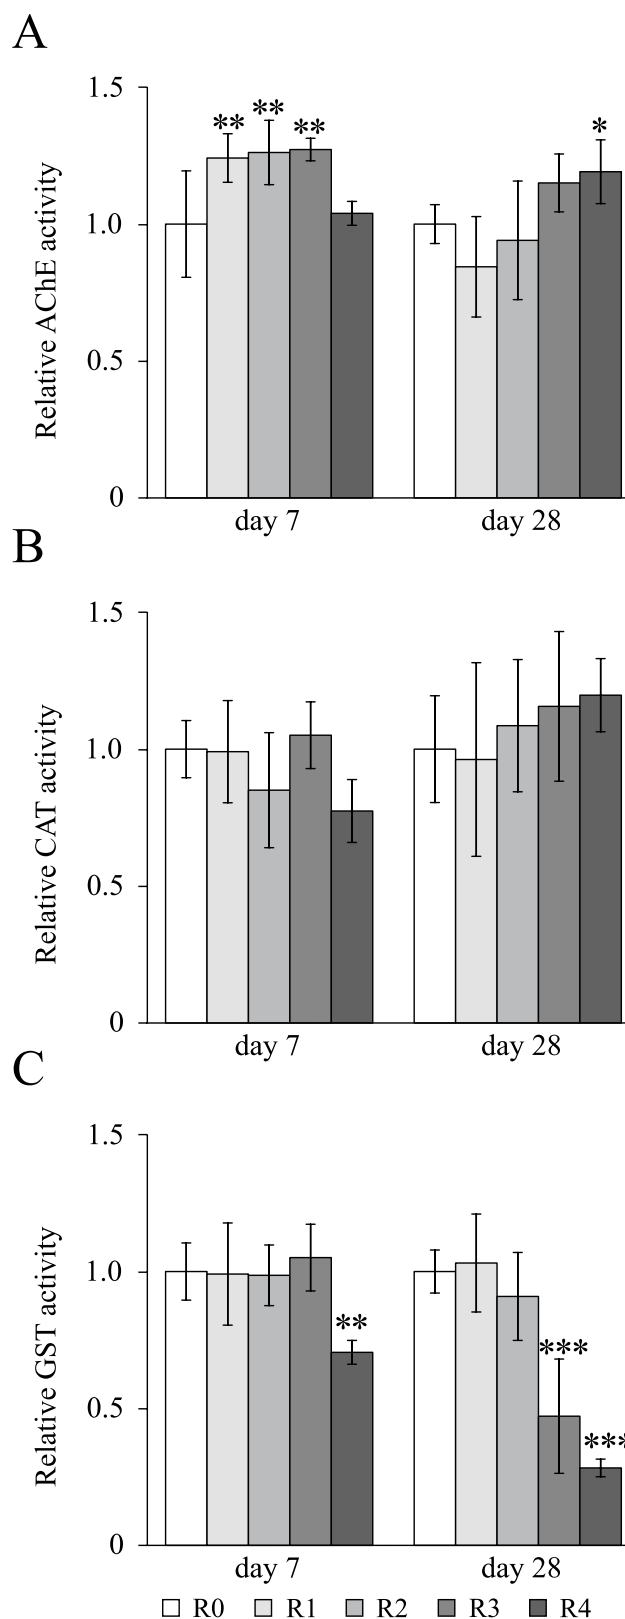 A
1.5
** ** ** *
1.0
0.5
0
Relative AChE activity
day 7 day 28
B
1.5
1.0
0.5
0
Relative CAT activity
day 7 day 28
C
1.5
1.0
** *** ***
0.5
0
Relative GST activity
day 7 day 28
R0 R1 R2 R3 R4